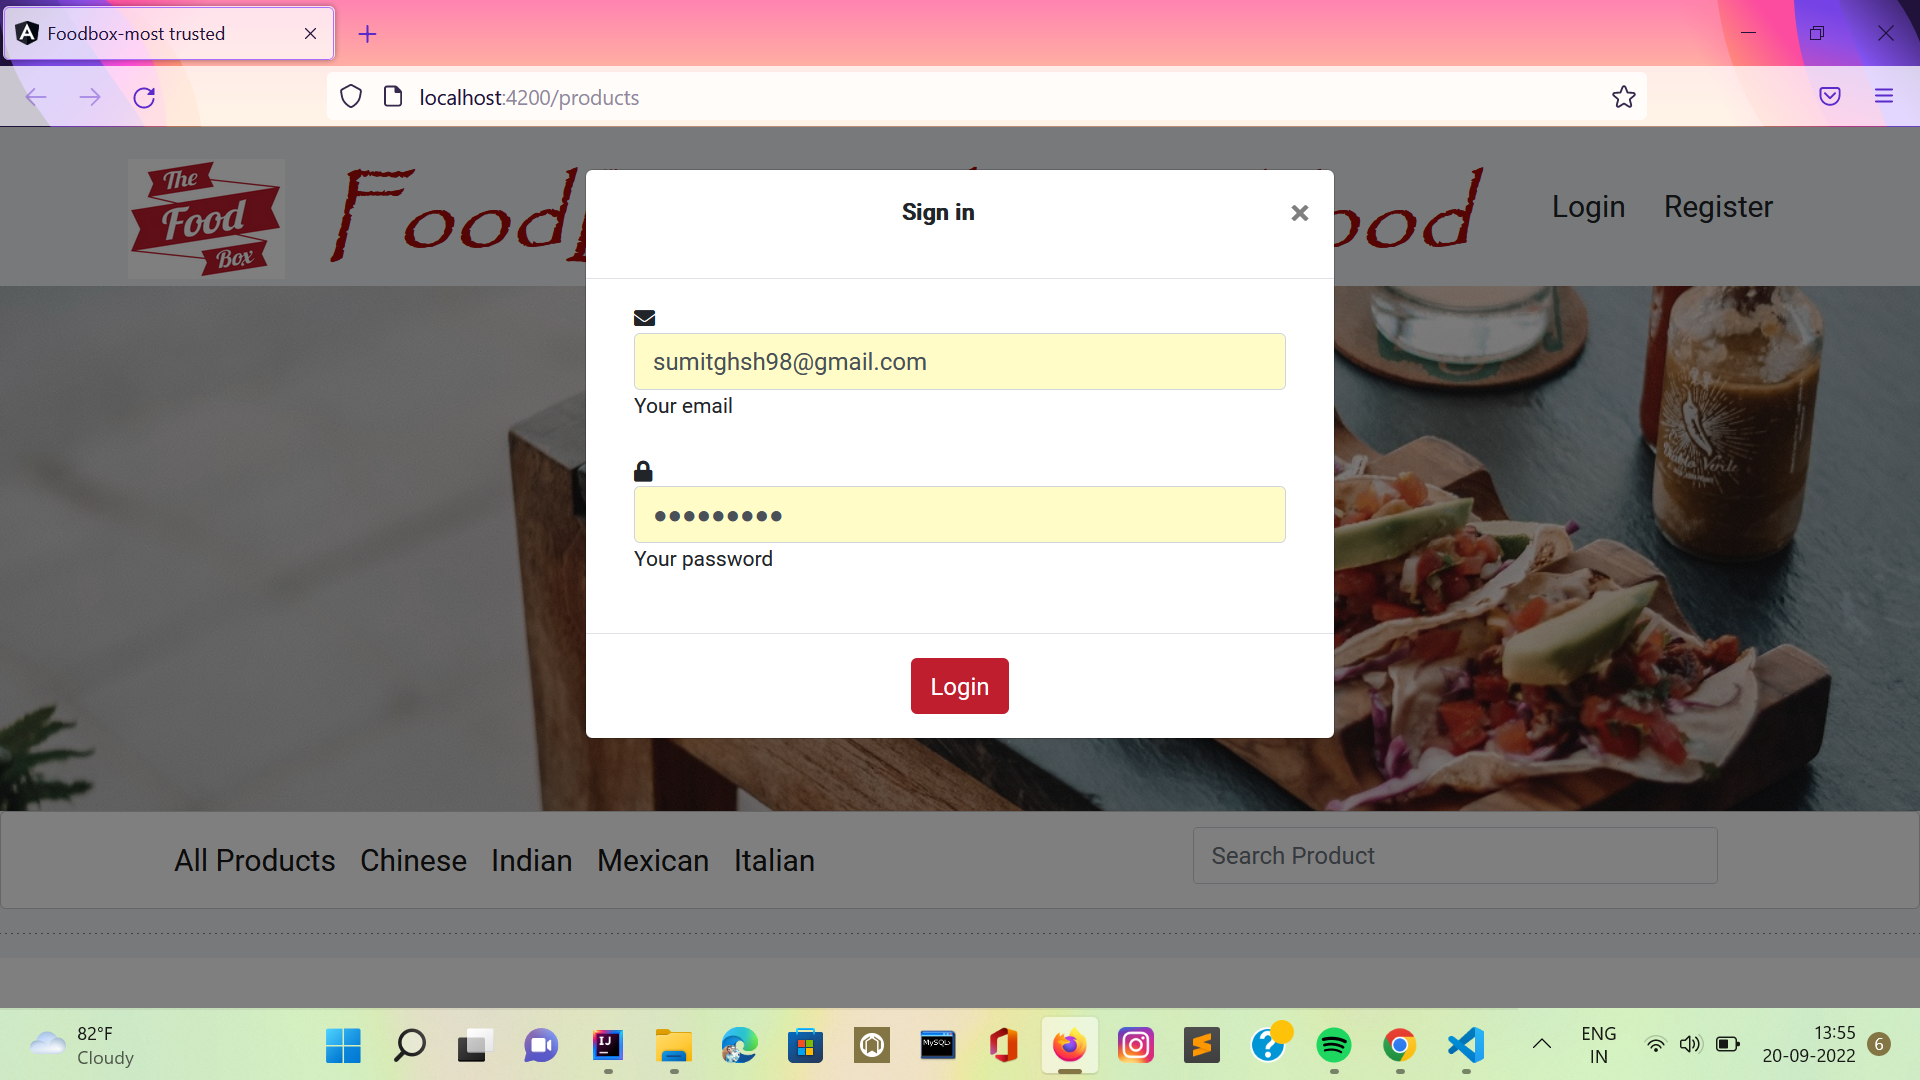 Foodbox-most trusted
localhost:4200/products
The
Food
Box
Food
ood
Login Register
Sign in
×
sumitghsh98@gmail.com
Your email
•••••••••
Your password
Login
All Products Chinese Indian Mexican Italian
Search Product
82°F
Cloudy
IJ
MySQL
ENG
IN
13:55
20-09-2022
6